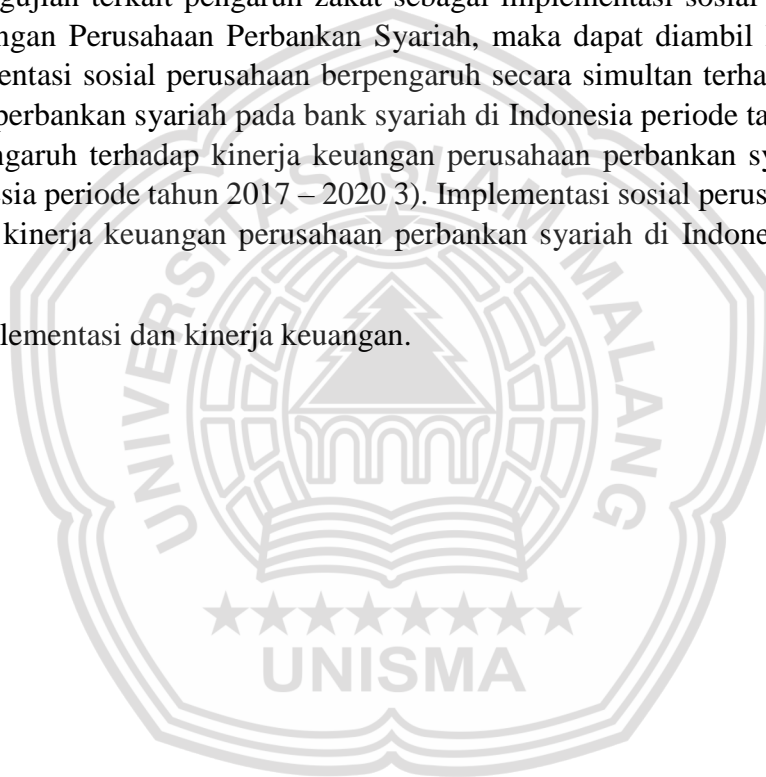 gujian terkait pengaruh zakat sebagai implementasi sosial
ngan Perusahaan Perbankan Syariah, maka dapat diambil
entasi sosial perusahaan berpengaruh secara simultan terha
perbankan syariah pada bank syariah di Indonesia periode ta
ngaruh terhadap kinerja keuangan perusahaan perbankan sy
sia periode tahun 2017 – 2020 3). Implementasi sosial perus
kinerja keuangan perusahaan perbankan syariah di Indone
lementasi dan kinerja keuangan.
UNIVERSITAS ISLAM MALANG
UNISMA